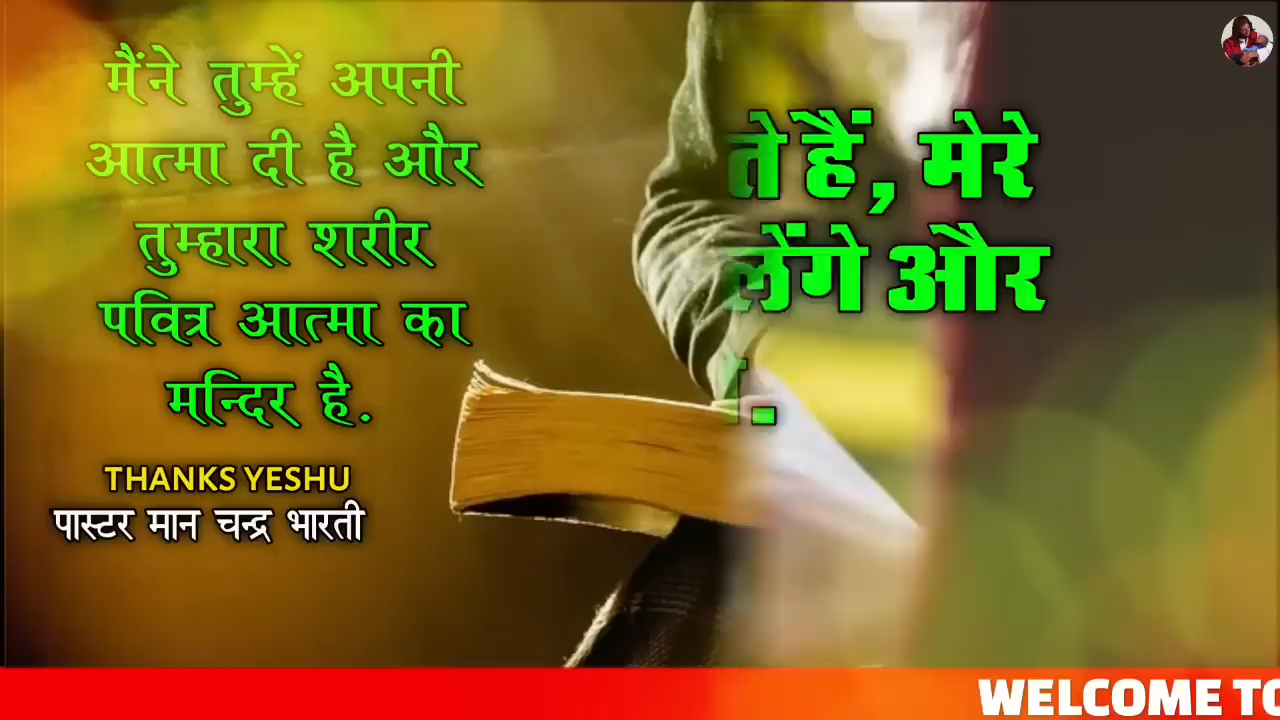 मैंने तुम्हें अपनी
आत्मा दी है और
तुम्हारा शरीर
पवित्र आत्मा का
मन्दिर है.
THANKS YESHU
पास्टर मान चन्द्र भारती
ते हैं, मेरे
लेंगे और
WELCOME TO